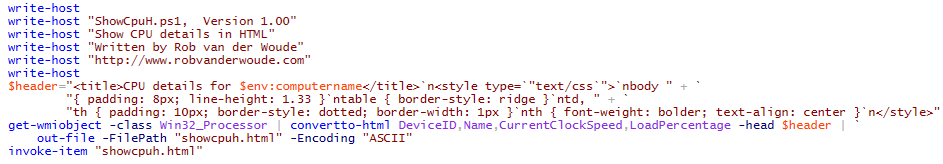 write-host
write-host "ShowCpuH.ps1,  Version 1.00"
write-host "Show CPU details in HTML"
write-host "Written by Rob van der Woude"
write-host "http://www.robvanderwoude.com"
write-host
$header="<title>CPU details for $env:computername</title>`n<style type=`"text/css`">`nbody " + `
        "{ padding: 8px; line-height: 1.33 }`ntable { border-style: ridge }`ntd, " + `
        "th { padding: 10px; border-style: dotted; border-width: 1px }`nth { font-weight: bolder; text-align: center }`n</style>"
get-wmiobject -class Win32_Processor | convertto-html DeviceID,Name,CurrentClockSpeed,LoadPercentage -head $header | `
    out-file -FilePath "showcpuh.html" -Encoding "ASCII"
invoke-item "showcpuh.html"